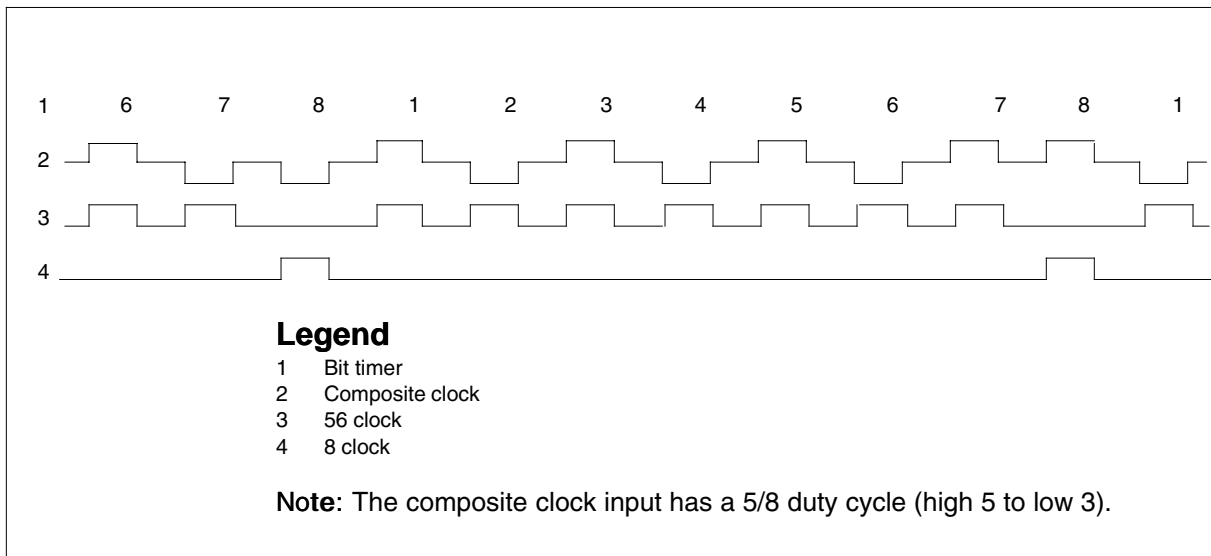 1 6 7 8 1 2 3 4 5 6 7 8 1
2
3
4
Legend
1 Bit timer
2 Composite clock
3 56 clock
4 8 clock
Note: The composite clock input has a 5/8 duty cycle (high 5 to low 3).